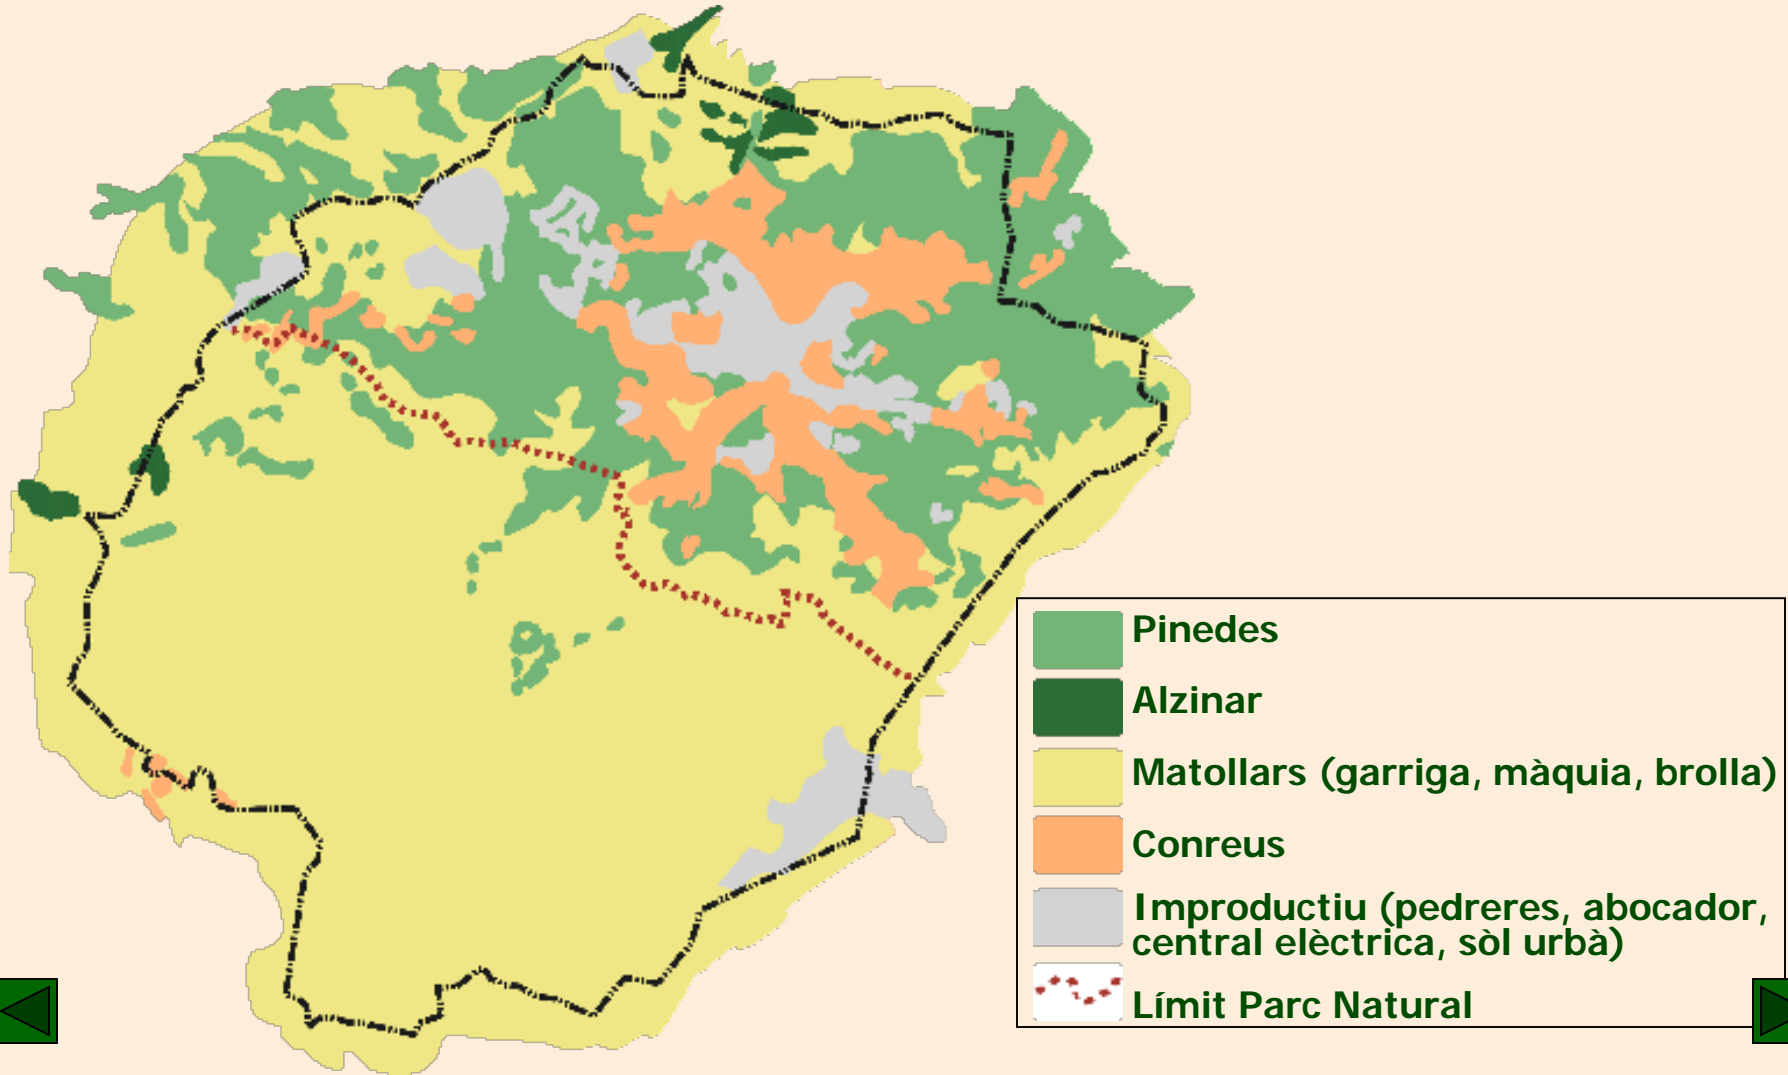 Pinedes
Alzinar
Matollars (garriga, màquia, brolla)
Conreus
Improductiu (pedreres, abocador,
central elèctrica, sòl urbà)
Límit Parc Natural